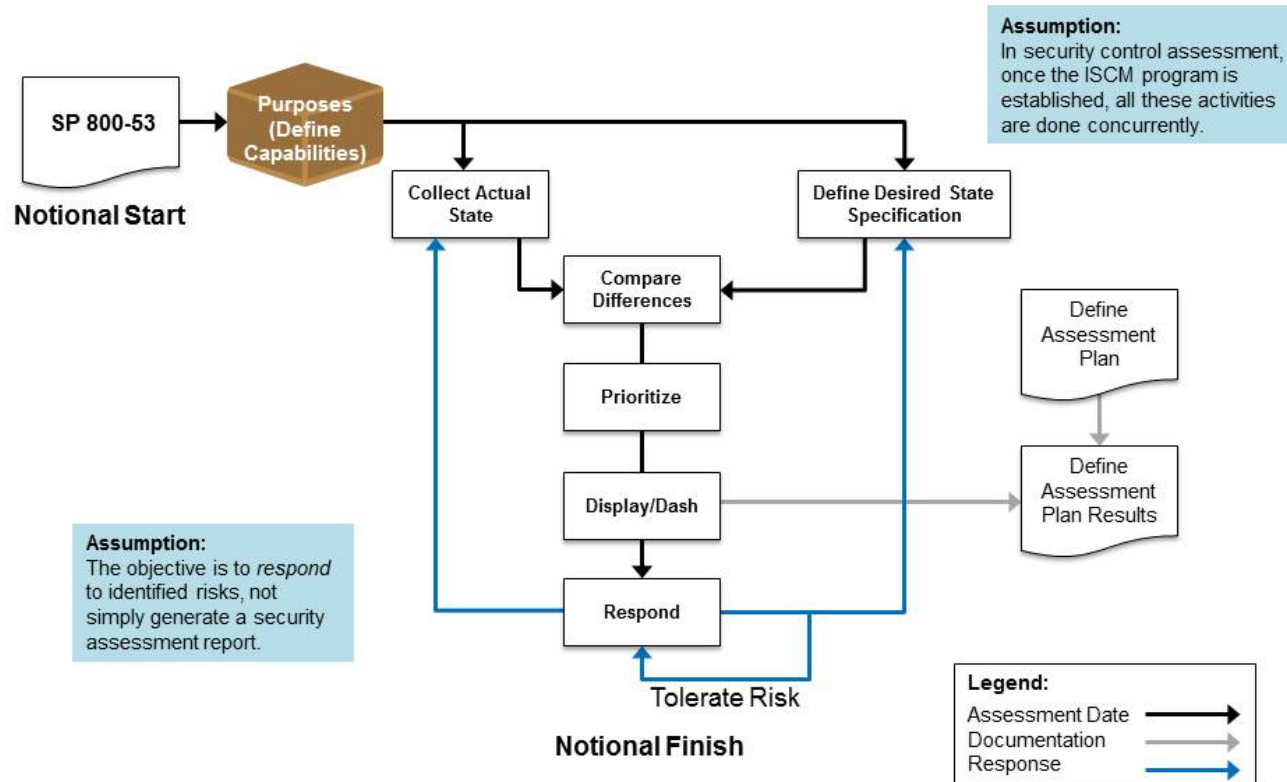 Assumption:
In security control assessment,
once the ISCM program is
established, all these activities
are done concurrently.
SP 800-53
Purposes
(Define
Capabilities)
Notional Start
Collect Actual
State
Define Desired State
Specification
Compare
Differences
Define
Assessment
Plan
Prioritize
Display/Dash
Define
Assessment
Plan Results
Assumption:
The objective is to respond
to identified risks, not
simply generate a security
assessment report.
Respond
Tolerate Risk
Notional Finish
Legend:
Assessment Date
Documentation
Response